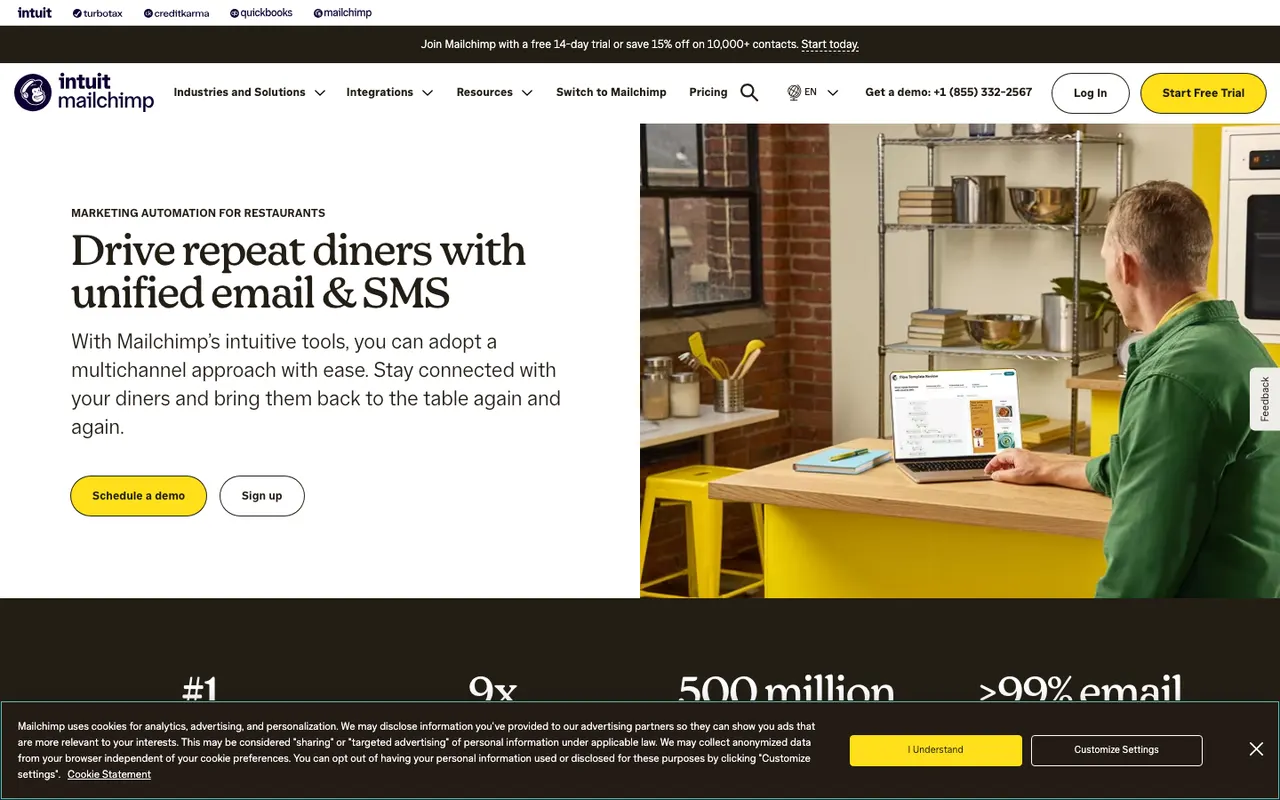 intuit turbotax creditkarma quickbooks mailchimp
Join Mailchimp with a free 14-day trial or save 15% off on 10,000+ contacts. Start today.
intuit
mailchimp
Industries and Solutions Integrations Resources Switch to Mailchimp Pricing EN Get a demo: +1 (855) 332-2567 Log In Start Free Trial
MARKETING AUTOMATION FOR RESTAURANTS
Drive repeat diners with
unified email & SMS
With Mailchimp's intuitive tools, you can adopt a
multichannel approach with ease. Stay connected with
your diners and bring them back to the table again and
again.
Schedule a demo Sign up
Feedback
#1 9x 500 million >99% email
Mailchimp uses cookies for analytics, advertising, and personalization. We may disclose information you've provided to our advertising partners so they can show you ads that
are more relevant to your interests. This may be considered "sharing" or "targeted advertising" of personal information under applicable law. We may collect anonymized data
from your browser independent of your cookie preferences. You can opt out of having your personal information used or disclosed for these purposes by clicking "Customize
settings". Cookie Statement
I Understand Customize Settings